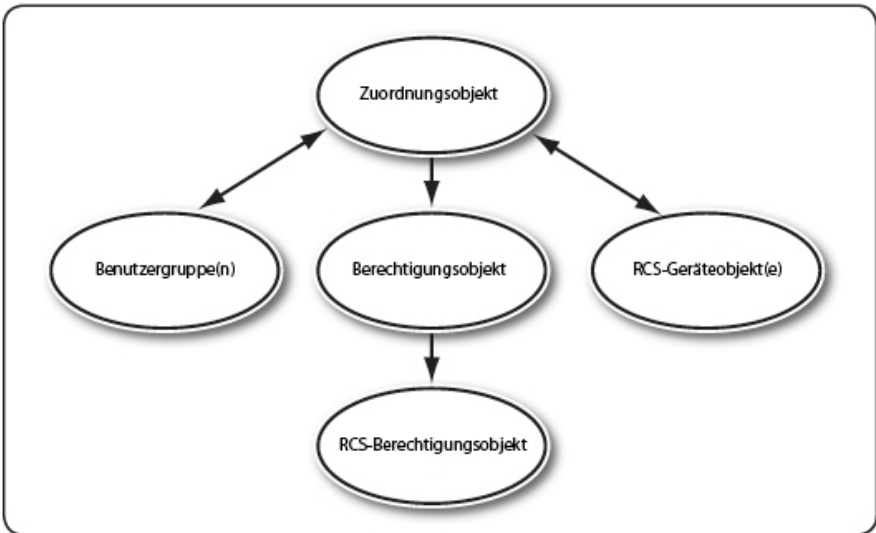 Zuordnungsobjekt
Benutzergruppe(n)
Berechtigungsobjekt
RCS-Geräteobjekt(e)
RCS-Berechtigungsobjekt